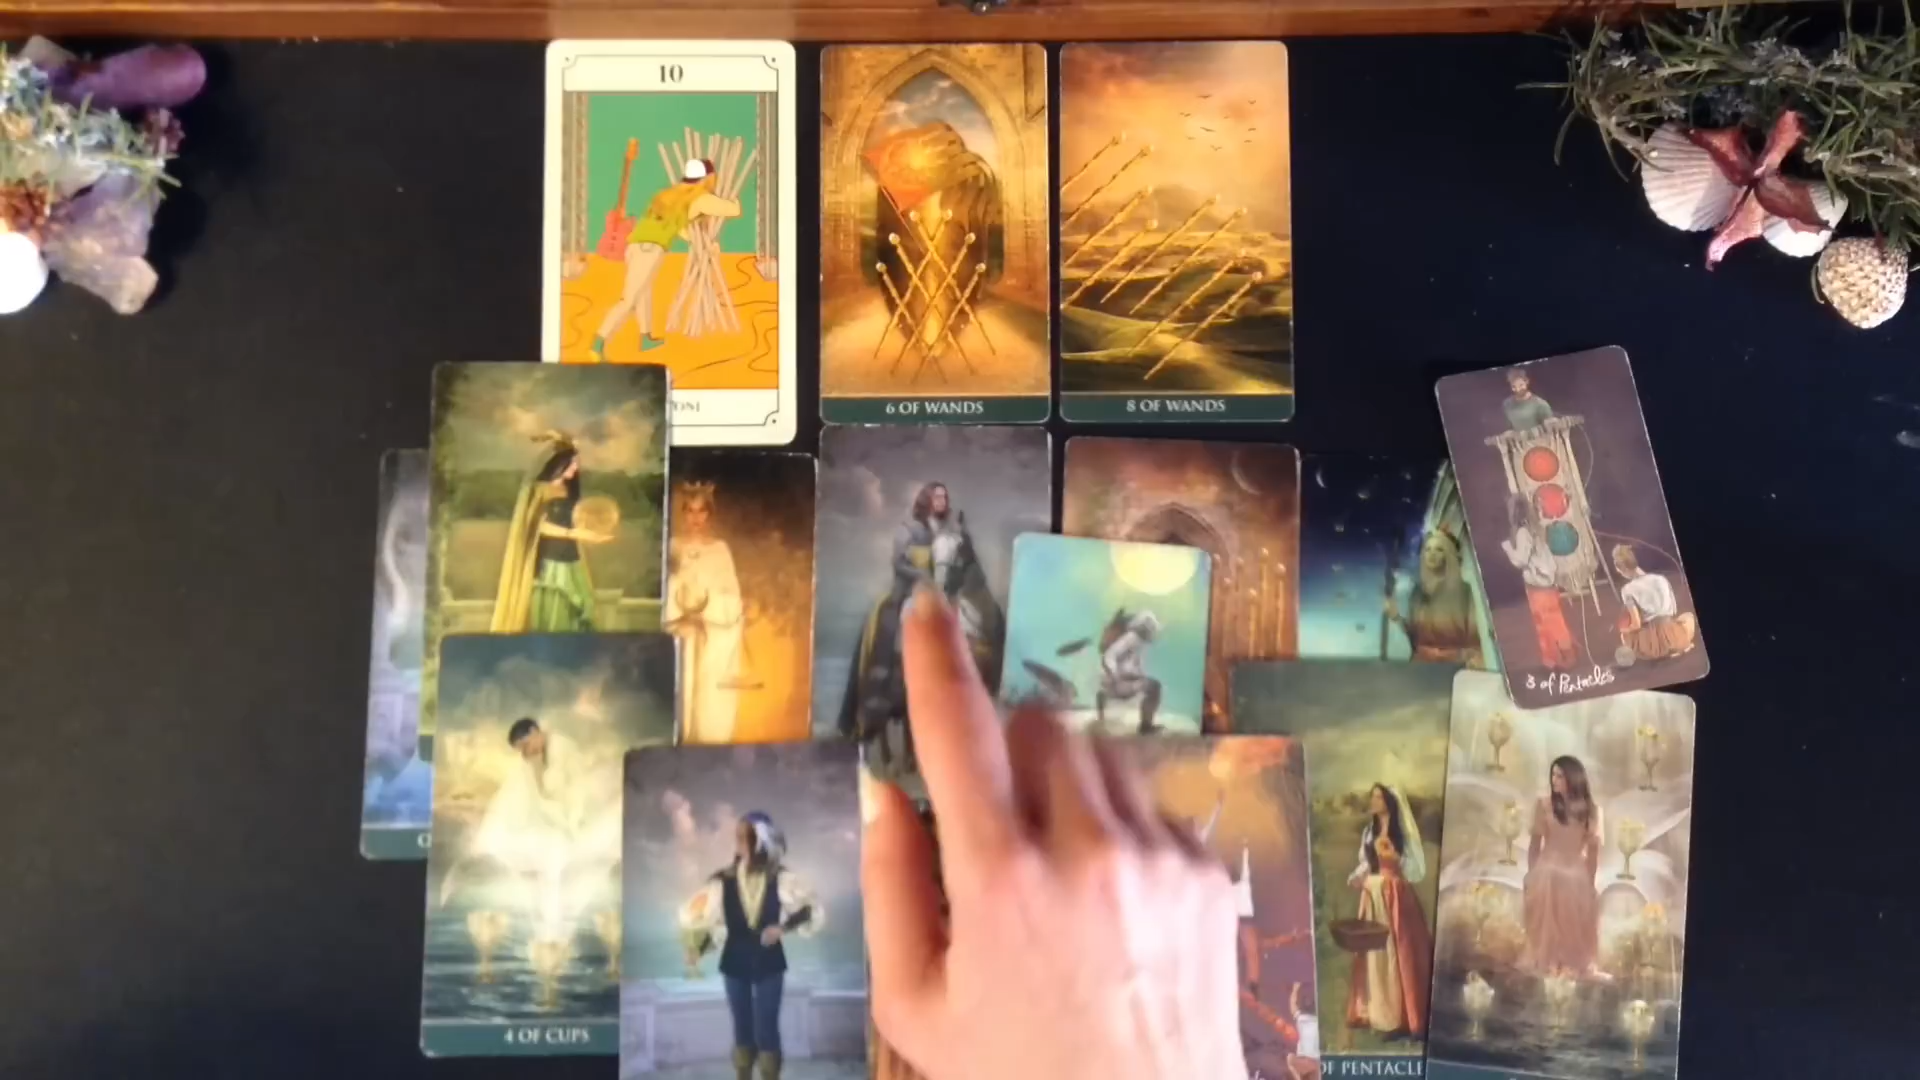 10
6 OF WANDS
8 OF WANDS
3 of Pentacles
4 OF CUPS
OF PENTACLE